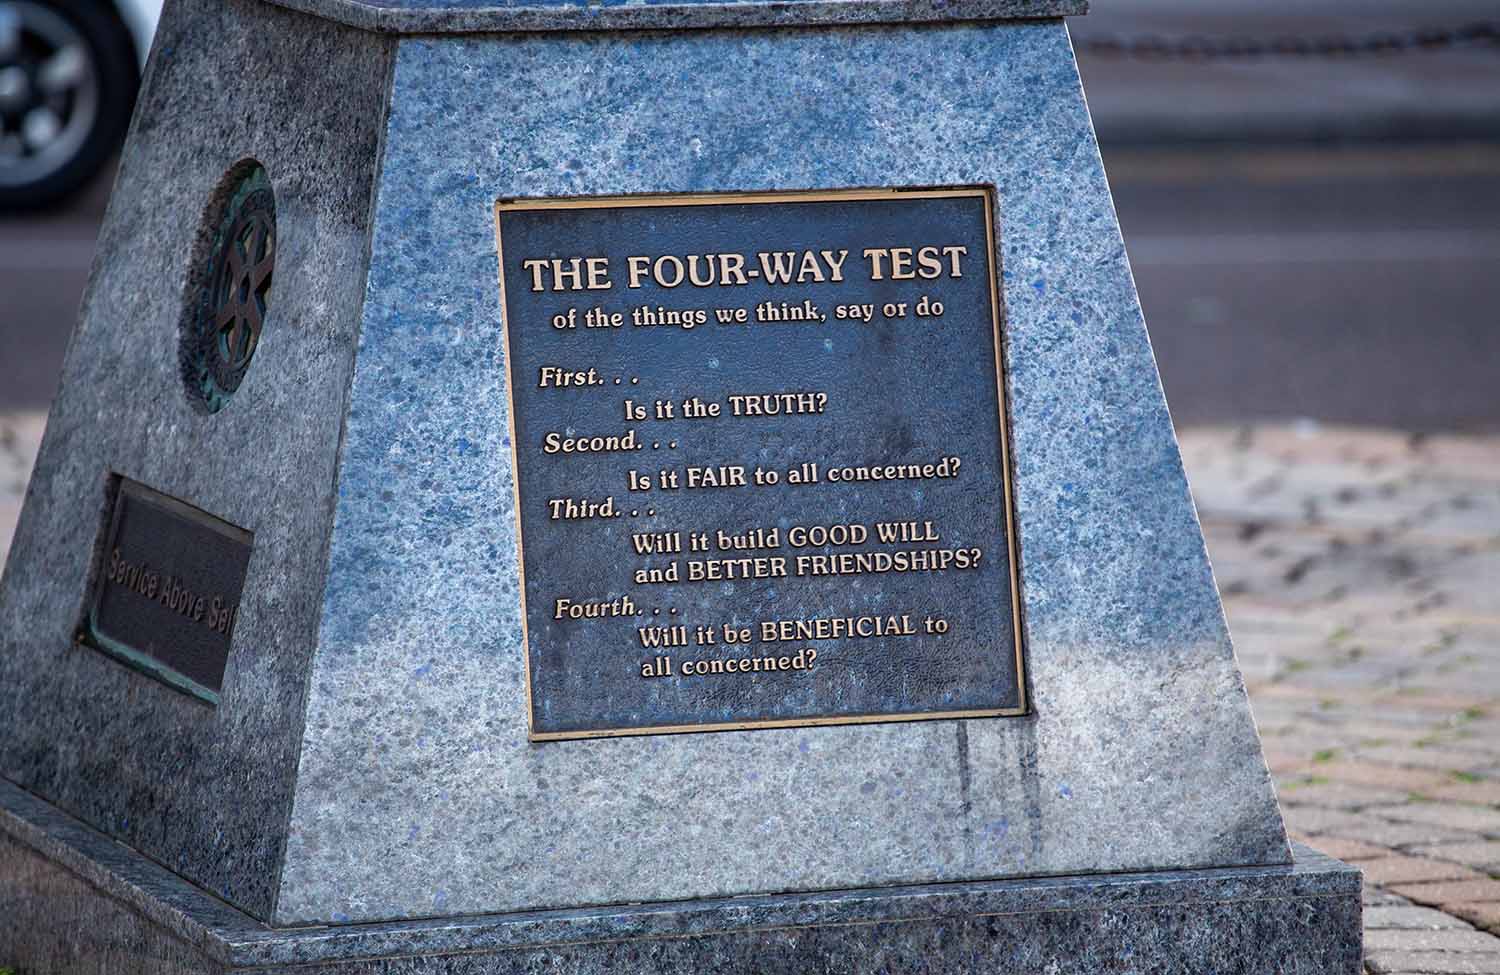 THE FOUR-WAY TEST
of the things we think, say or do
First. . .
Is it the TRUTH?
Second. . .
Is it FAIR to all concerned?
Third. . .
Will it build GOOD WILL
and BETTER FRIENDSHIPS?
Fourth. . .
Will it be BENEFICIAL to
all concerned?
Service Above Self